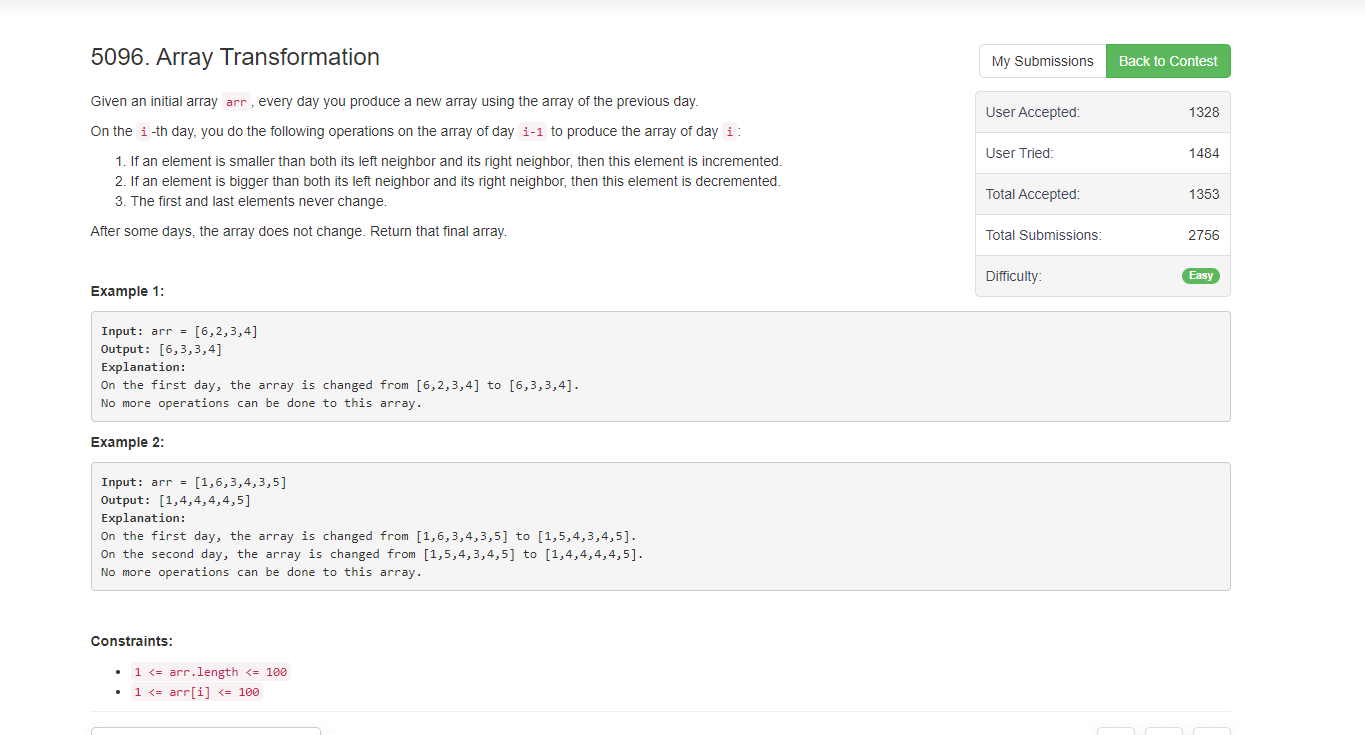 5096. Array Transformation
My Submissions
Back to Contest
Given an initial array arr, every day you produce a new array using the array of the previous day.
On the i-th day, you do the following operations on the array of day i-1 to produce the array of day i:
1. If an element is smaller than both its left neighbor and its right neighbor, then this element is incremented.
2. If an element is bigger than both its left neighbor and its right neighbor, then this element is decremented.
3. The first and last elements never change.
After some days, the array does not change. Return that final array.
User Accepted: 1328
User Tried: 1484
Total Accepted: 1353
Total Submissions: 2756
Difficulty: Easy
Example 1:
Input: arr = [6,2,3,4]
Output: [6,3,3,4]
Explanation:
On the first day, the array is changed from [6,2,3,4] to [6,3,3,4].
No more operations can be done to this array.
Example 2:
Input: arr = [1,6,3,4,3,5]
Output: [1,4,4,4,4,5]
Explanation:
On the first day, the array is changed from [1,6,3,4,3,5] to [1,5,4,3,4,5].
On the second day, the array is changed from [1,5,4,3,4,5] to [1,4,4,4,4,5].
No more operations can be done to this array.
Constraints:
• 1 <= arr.length <= 100
• 1 <= arr[i] <= 100